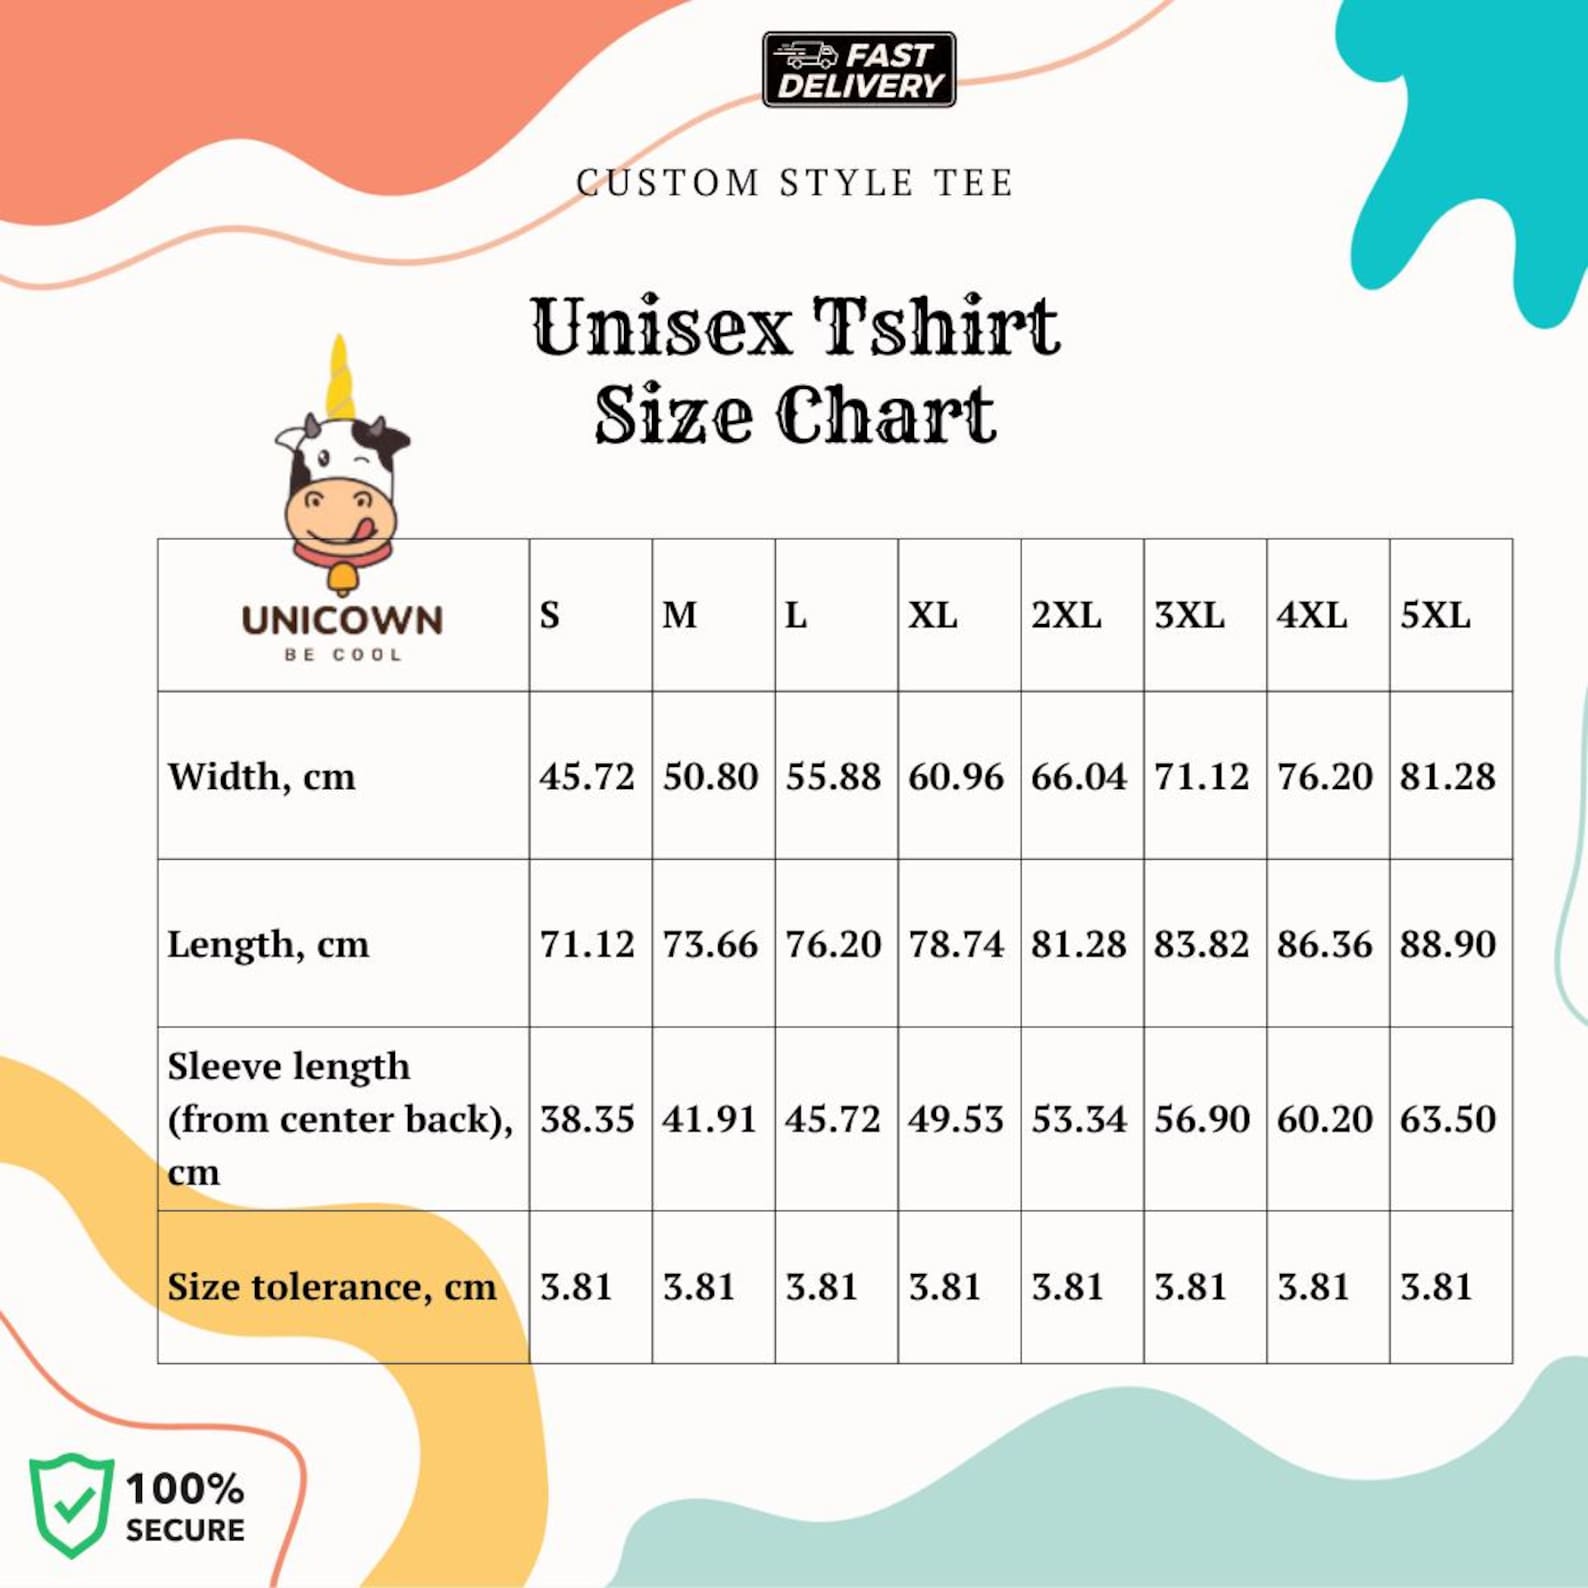 FAST
DELIVERY
CUSTOM STYLE TEE
Unisex Tshirt
Size Chart
UNICOWN
BE COOL
S M L XL 2XL 3XL 4XL 5XL
Width, cm 45.72 50.80 55.88 60.96 66.04 71.12 76.20 81.28
Length, cm 71.12 73.66 76.20 78.74 81.28 83.82 86.36 88.90
Sleeve length
(from center back), 38.35 41.91 45.72 49.53 53.34 56.90 60.20 63.50
cm
Size tolerance, cm 3.81 3.81 3.81 3.81 3.81 3.81 3.81 3.81
100%
SECURE